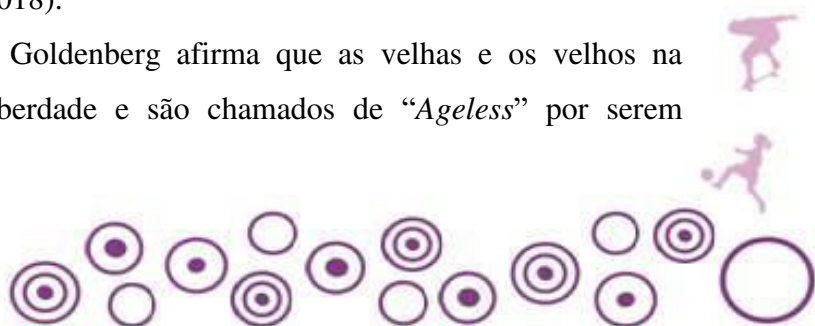 018).
Goldenberg afirma que as velhas e os velhos na
berdade e são chamados de “Ageless” por serem